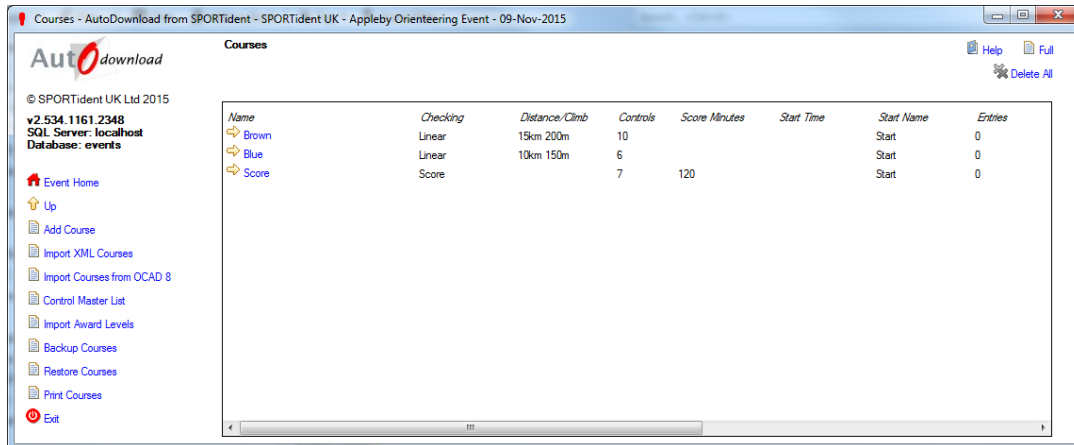 Courses - AutoDownload from SPORTident - SPORTident UK - Appleby Orienteering Event - 09-Nov-2015
AutOdownload
© SPORTident UK Ltd 2015
v2.534.1161.2348
SQL Server: localhost
Database: events
Event Home
Up
Add Course
Import XML Courses
Import Courses from OCAD 8
Control Master List
Import Award Levels
Backup Courses
Restore Courses
Print Courses
Exit
Courses
Help Full
Delete All
Name Checking Distance/Climb Controls Score Minutes Start Time Start Name Entries
Brown Linear 15km 200m 10 Start 0
Blue Linear 10km 150m 6 Start 0
Score Score 7 120 Start 0